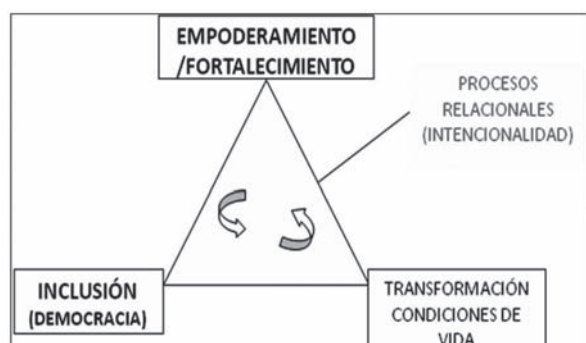 EMPODERAMIENTO
/FORTALECIMIENTO
PROCESOS
RELACIONALES
(INTENCIONALIDAD)
INCLUSIÓN
(DEMOCRACIA)
TRANSFORMACIÓN
CONDICIONES DE
VIDA